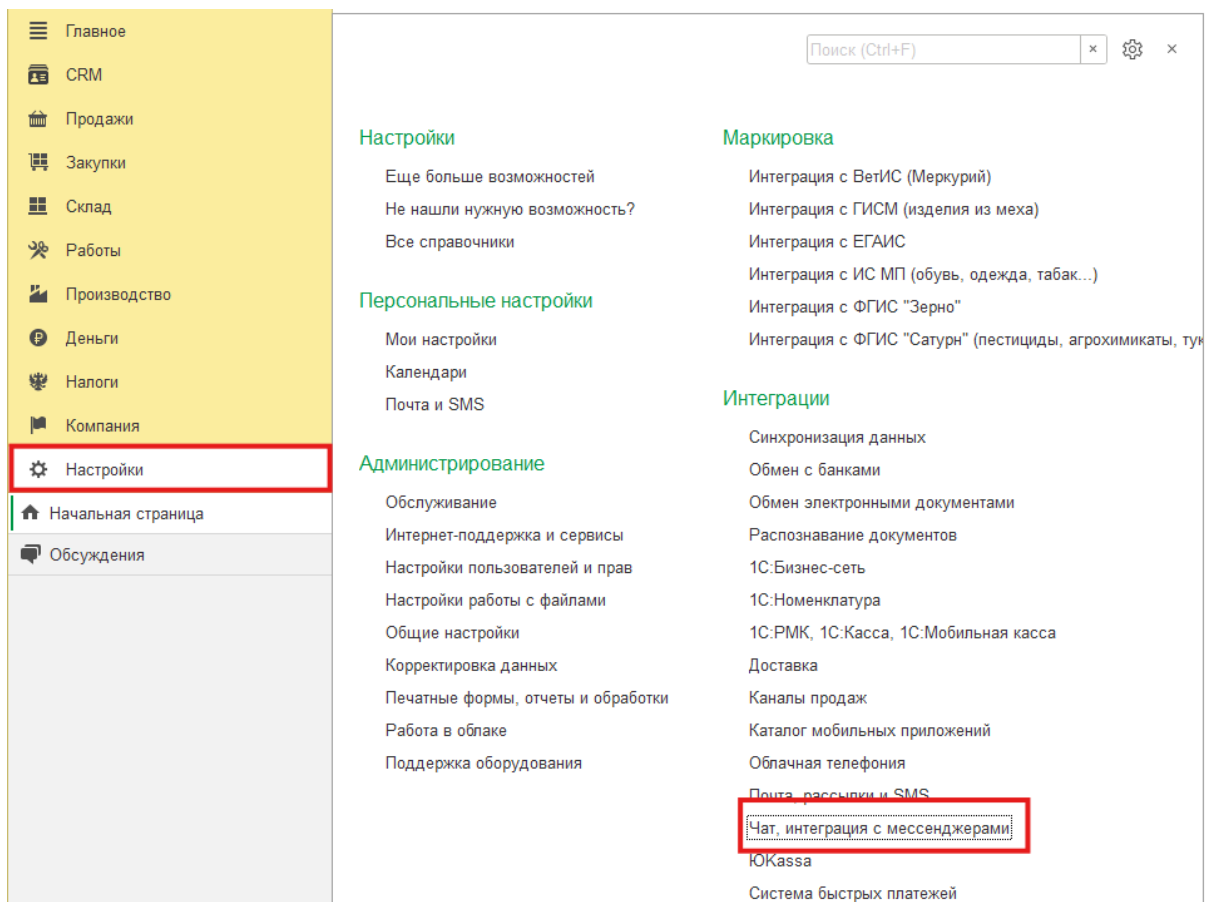 Главное
CRM
Продажи
Закупки
Склад
Работы
Производство
Деньги
Налоги
Компания
Настройки
Начальная страница
Обсуждения
Поиск (Ctrl+F)
Настройки
Еще больше возможностей
Не нашли нужную возможность?
Все справочники
Персональные настройки
Мои настройки
Календари
Почта и SMS
Администрирование
Обслуживание
Интернет-поддержка и сервисы
Настройки пользователей и прав
Настройки работы с файлами
Общие настройки
Корректировка данных
Печатные формы, отчеты и обработки
Работа в облаке
Поддержка оборудования
Маркировка
Интеграция с ВетИС (Меркурий)
Интеграция с ГИСМ (изделия из меха)
Интеграция с ЕГАИС
Интеграция с ИС МП (обувь, одежда, табак...)
Интеграция с ФГИС "Зерно"
Интеграция с ФГИС "Сатурн" (пестициды, агрохимикаты, тук
Интеграции
Синхронизация данных
Обмен с банками
Обмен электронными документами
Распознавание документов
1С:Бизнес-сеть
1С:Номенклатура
1С:РМК, 1С:Касса, 1С:Мобильная касса
Доставка
Каналы продаж
Каталог мобильных приложений
Облачная телефония
Почта, рассылки и SMS
Чат, интеграция с мессенджерами
ЮKassa
Система быстрых платежей